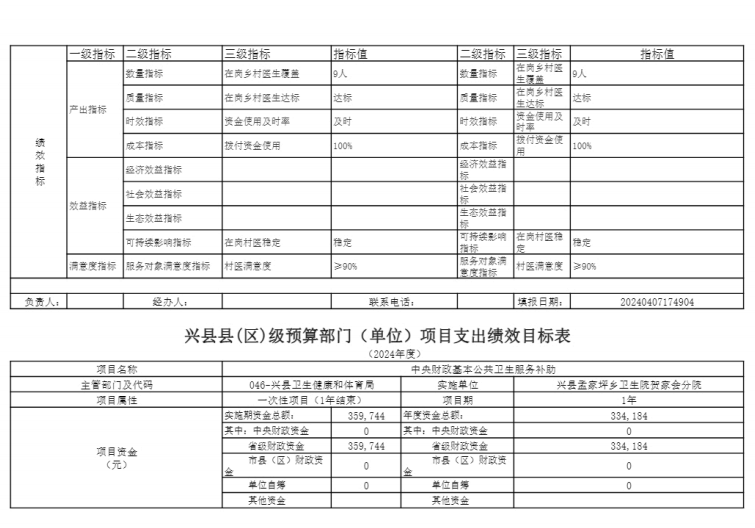 一级指标 二级指标 三级指标 指标值 二级指标 三级指标 指标值
绩效指标
产出指标
数量指标 在岗乡村医生覆盖 9人 数量指标 在岗乡村医生覆盖 9人
质量指标 在岗乡村医生达标 达标 质量指标 在岗乡村医生达标 达标
时效指标 资金使用及时率 及时 时效指标 资金使用及时率 及时
成本指标 拨付资金使用 100% 成本指标 拨付资金使用 100%
效益指标
经济效益指标 经济效益指标
社会效益指标 社会效益指标
生态效益指标 生态效益指标
可持续影响指标 在岗村医稳定 稳定 可持续影响指标 在岗村医稳定 稳定
满意度指标 服务对象满意度指标 村医满意度 ≥90% 服务对象满意度指标 村医满意度 ≥90%
负责人: 经办人: 联系电话: 填报日期: 20240407174904
兴县县(区)级预算部门（单位）项目支出绩效目标表
（2024年度）
项目名称 中央财政基本公共卫生服务补助
主管部门及代码 046-兴县卫生健康和体育局 实施单位 兴县孟家坪乡卫生院贺家会分院
项目属性 一次性项目（1年结束） 项目期 1年
项目资金
（元）
实施期资金总额: 359,744 年度资金总额: 334,184
其中: 中央财政资金 0 其中: 中央财政资金 0
省级财政资金 359,744 省级财政资金 334,184
市县（区）财政资金 0 市县（区）财政资金 0
单位自筹 0 单位自筹 0
其他资金 其他资金